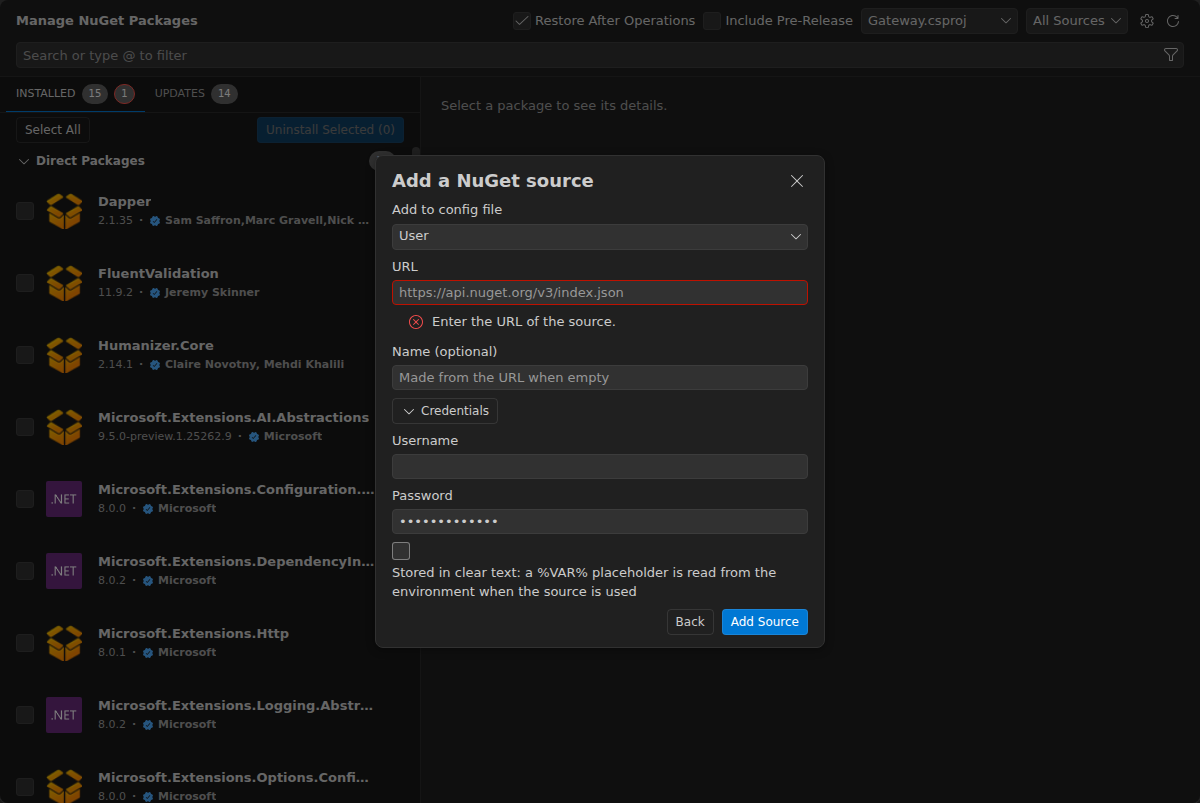 Manage NuGet Packages
Restore After Operations
Include Pre-Release
Gateway.csproj
All Sources
Search or type @ to filter
INSTALLED 15 1 UPDATES 14
Select a package to see its details.
Select All
Uninstall Selected (0)
Direct Packages
Dapper
2.1.35 · Sam Saffron,Marc Gravell,Nick ...
FluentValidation
11.9.2 · Jeremy Skinner
Humanizer.Core
2.14.1 · Claire Novotny, Mehdi Khalili
Microsoft.Extensions.AI.Abstractions
9.5.0-preview.1.25262.9 · Microsoft
.NET
Microsoft.Extensions.Configuration....
8.0.0 · Microsoft
.NET
Microsoft.Extensions.DependencyIn...
8.0.2 · Microsoft
Microsoft.Extensions.Http
8.0.1 · Microsoft
.NET
Microsoft.Extensions.Logging.Abstr...
8.0.2 · Microsoft
Microsoft.Extensions.Options.Confi...
8.0.0 · Microsoft
Add a NuGet source
Add to config file
User
URL
https://api.nuget.org/v3/index.json
Enter the URL of the source.
Name (optional)
Made from the URL when empty
Credentials
Username
Password
•••••••••••••
Stored in clear text: a %VAR% placeholder is read from the
environment when the source is used
Back
Add Source